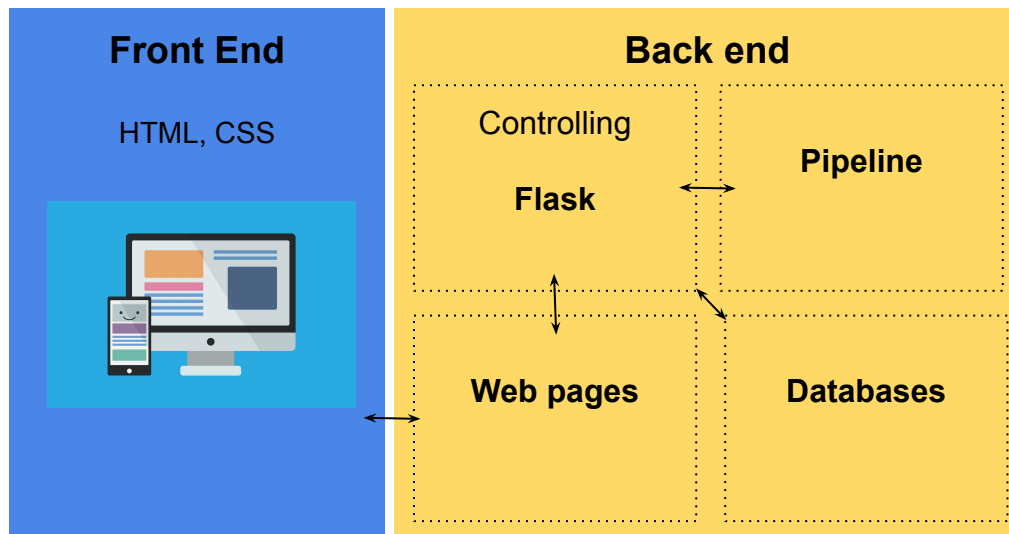 Front End
HTML, CSS
Back end
Controlling
Flask
Pipeline
Web pages
Databases